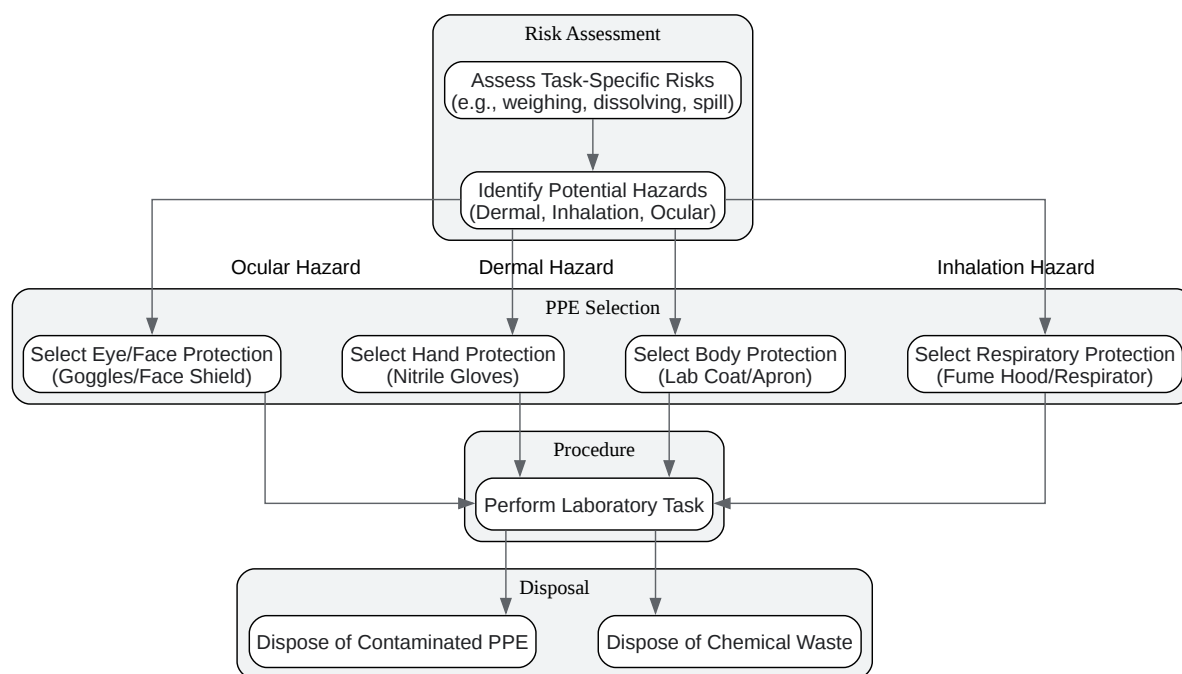 Risk Assessment
Assess Task-Specific Risks
(e.g., weighing, dissolving, spill)
Identify Potential Hazards
(Dermal, Inhalation, Ocular)
Ocular Hazard
Dermal Hazard
Inhalation Hazard
PPE Selection
Select Eye/Face Protection
(Goggles/Face Shield)
Select Hand Protection
(Nitrile Gloves)
Select Body Protection
(Lab Coat/Apron)
Select Respiratory Protection
(Fume Hood/Respirator)
Procedure
Perform Laboratory Task
Disposal
Dispose of Contaminated PPE
Dispose of Chemical Waste